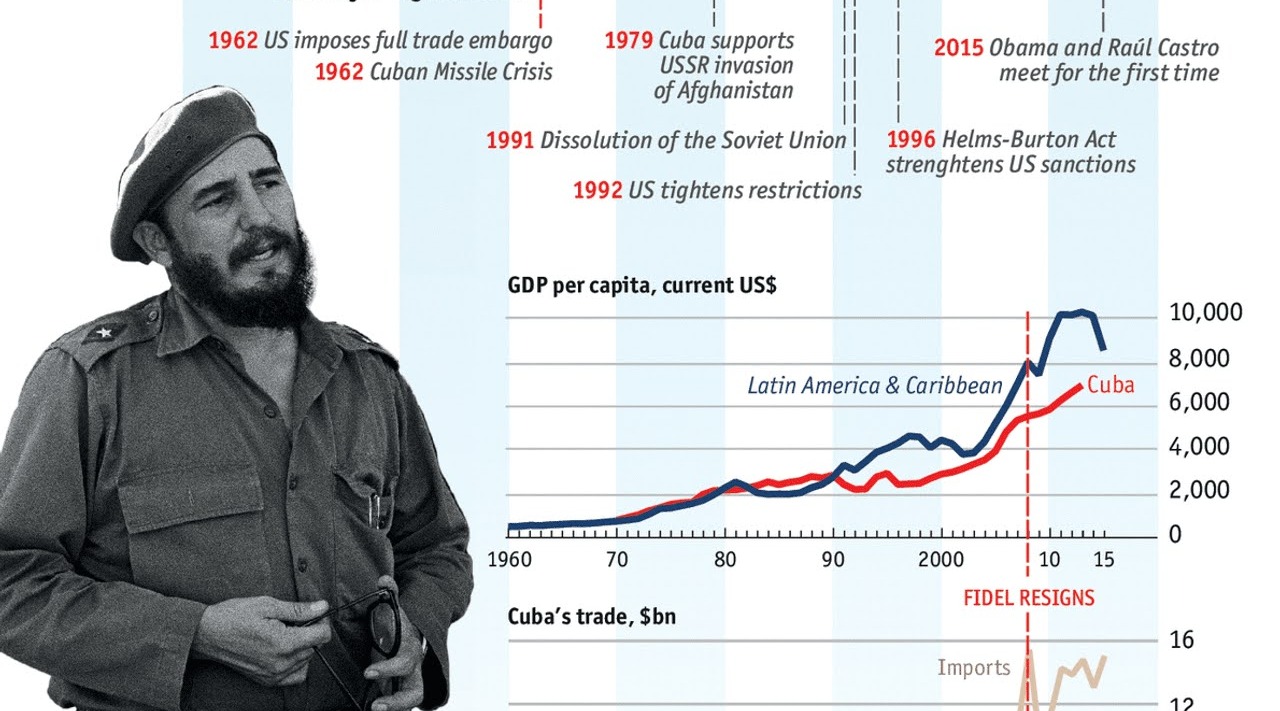 1962 US imposes full trade embargo
1962 Cuban Missile Crisis
1979 Cuba supports
USSR invasion
of Afghanistan
2015 Obama and Raúl Castro
meet for the first time
1991 Dissolution of the Soviet Union
1996 Helms-Burton Act
strenghtens US sanctions
1992 US tightens restrictions
GDP per capita, current US$
10,000
8,000
Latin America & Caribbean
Cuba
6,000
4,000
2,000
0
1960 70 80 90 2000 10 15
FIDEL RESIGNS
Cuba's trade, $bn
16
Imports
12